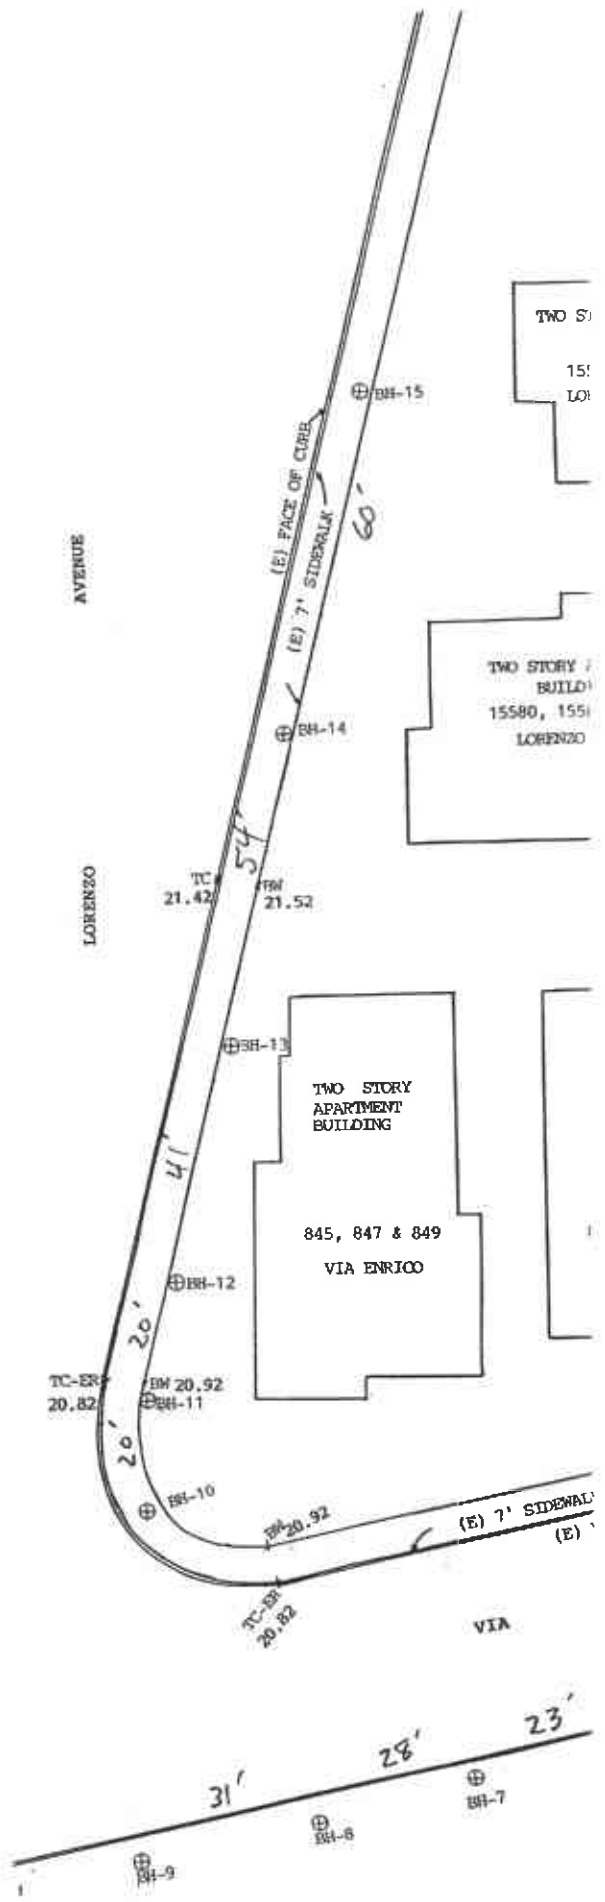 TWO ST
LOR
BH-15
(E) FACE OF CURB
(E) 7' SIDEWALK
60'
AVENUE
TWO STORY
BUILD
15580, 155
LORENZO
BH-14
54'
TC
21.42
BW
21.52
LORENZO
BH-13
TWO STORY
APARTMENT
BUILDING
41'
845, 847 & 849
VIA ENRICO
BH-12
20'
TC-ER
20.82
BW 20.92
BH-11
20'
BH-10
BW 20.92
(E) 7' SIDEWAL
(E)
TC-ER
20.82
VIA
23'
28'
31'
BH-7
BH-8
BH-9